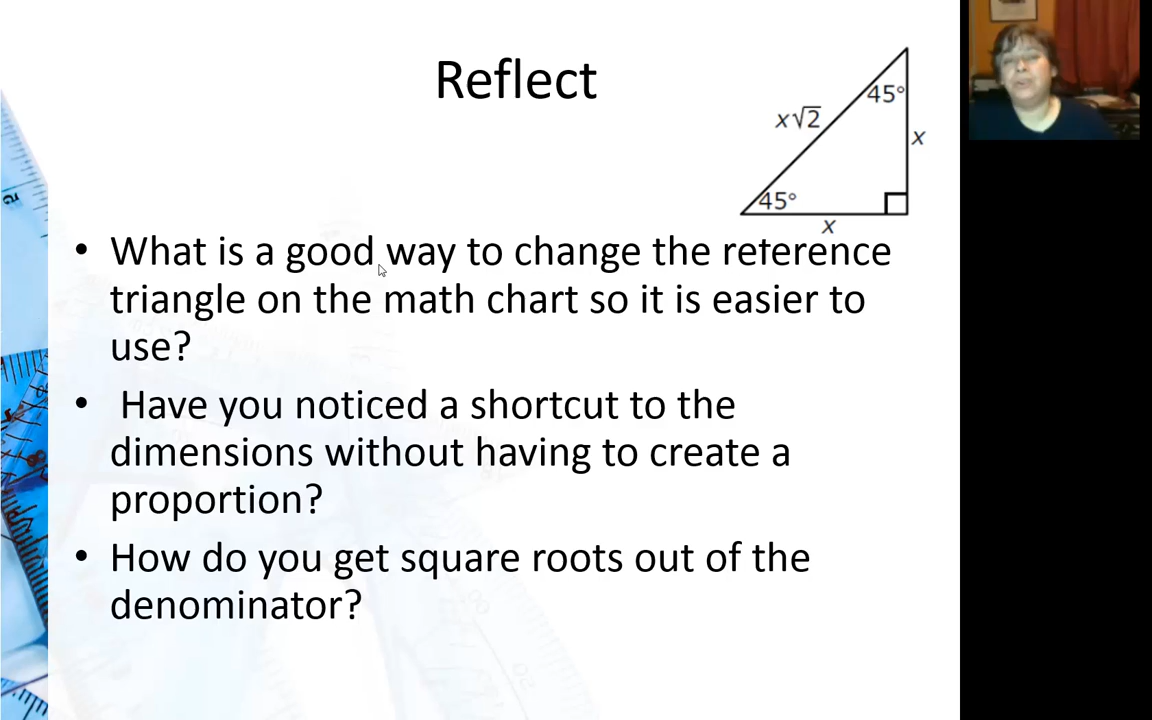 Reflect
45°
x√2
x
45°
x
• What is a good way to change the reference
triangle on the math chart so it is easier to
use?
• Have you noticed a shortcut to the
dimensions without having to create a
proportion?
• How do you get square roots out of the
denominator?